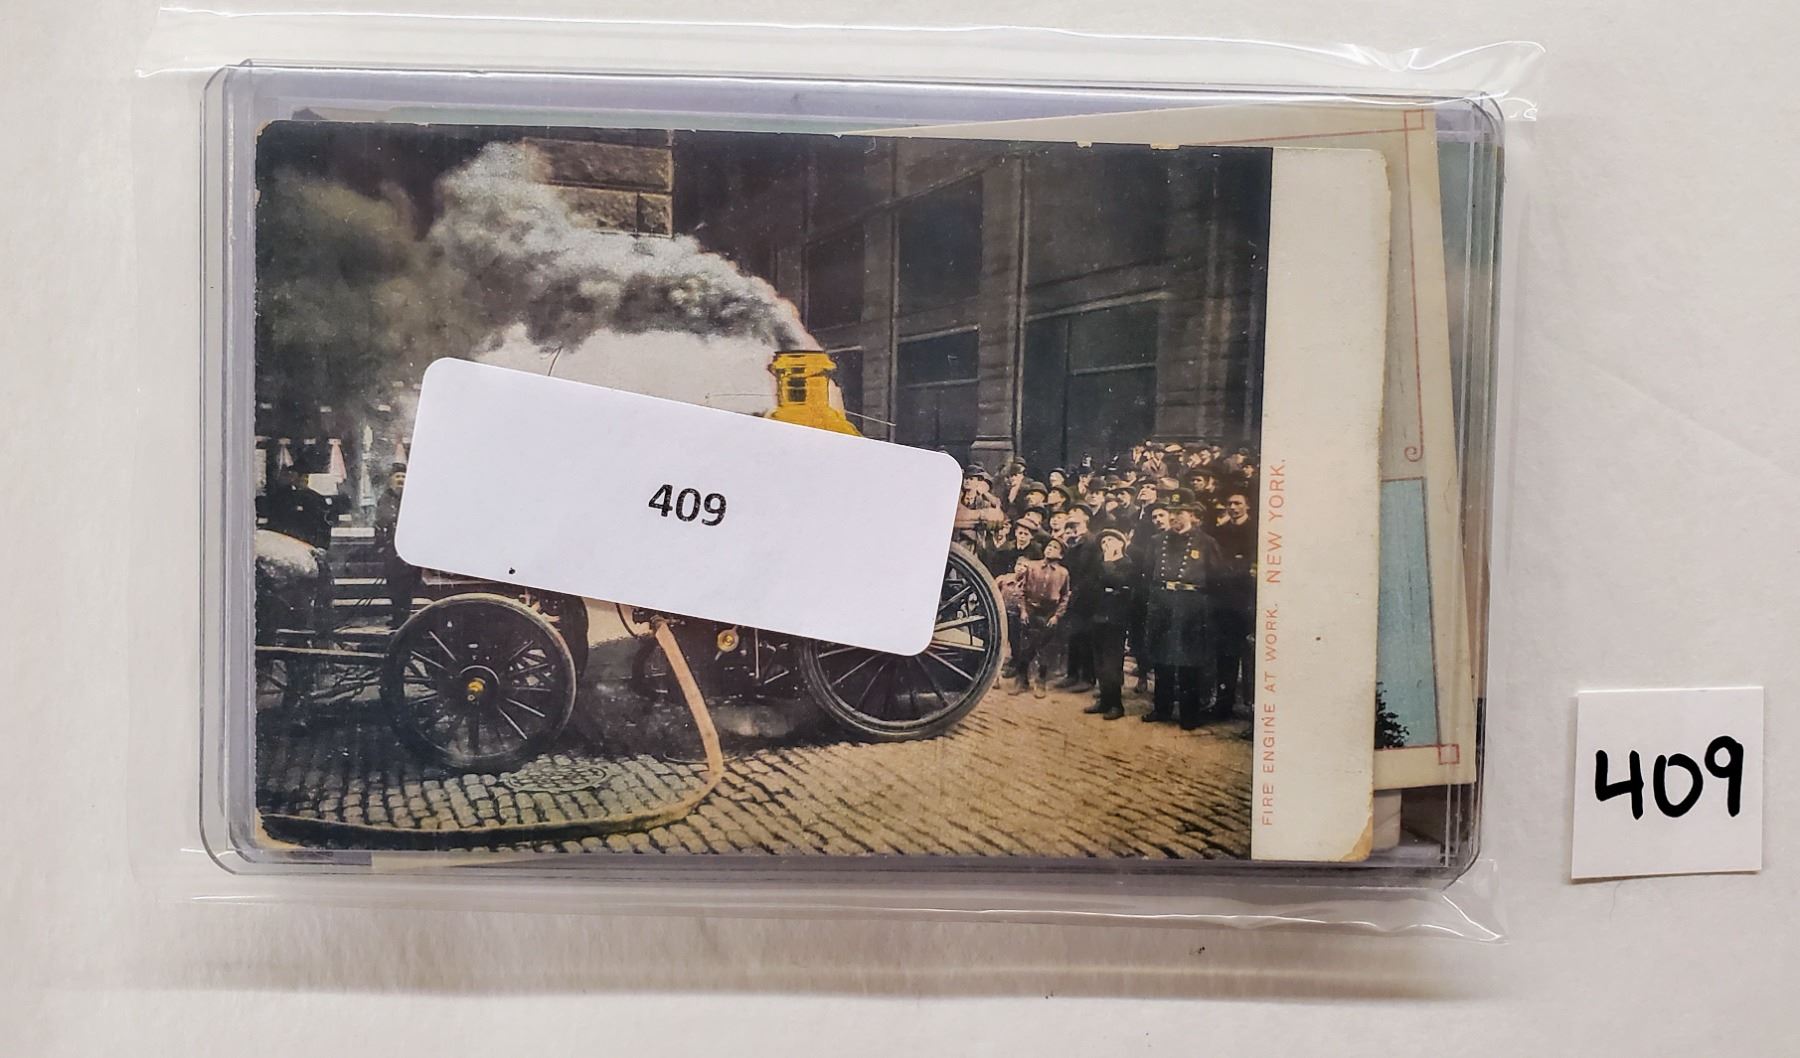 409
FIRE ENGINE AT WORK. NEW YORK.
409